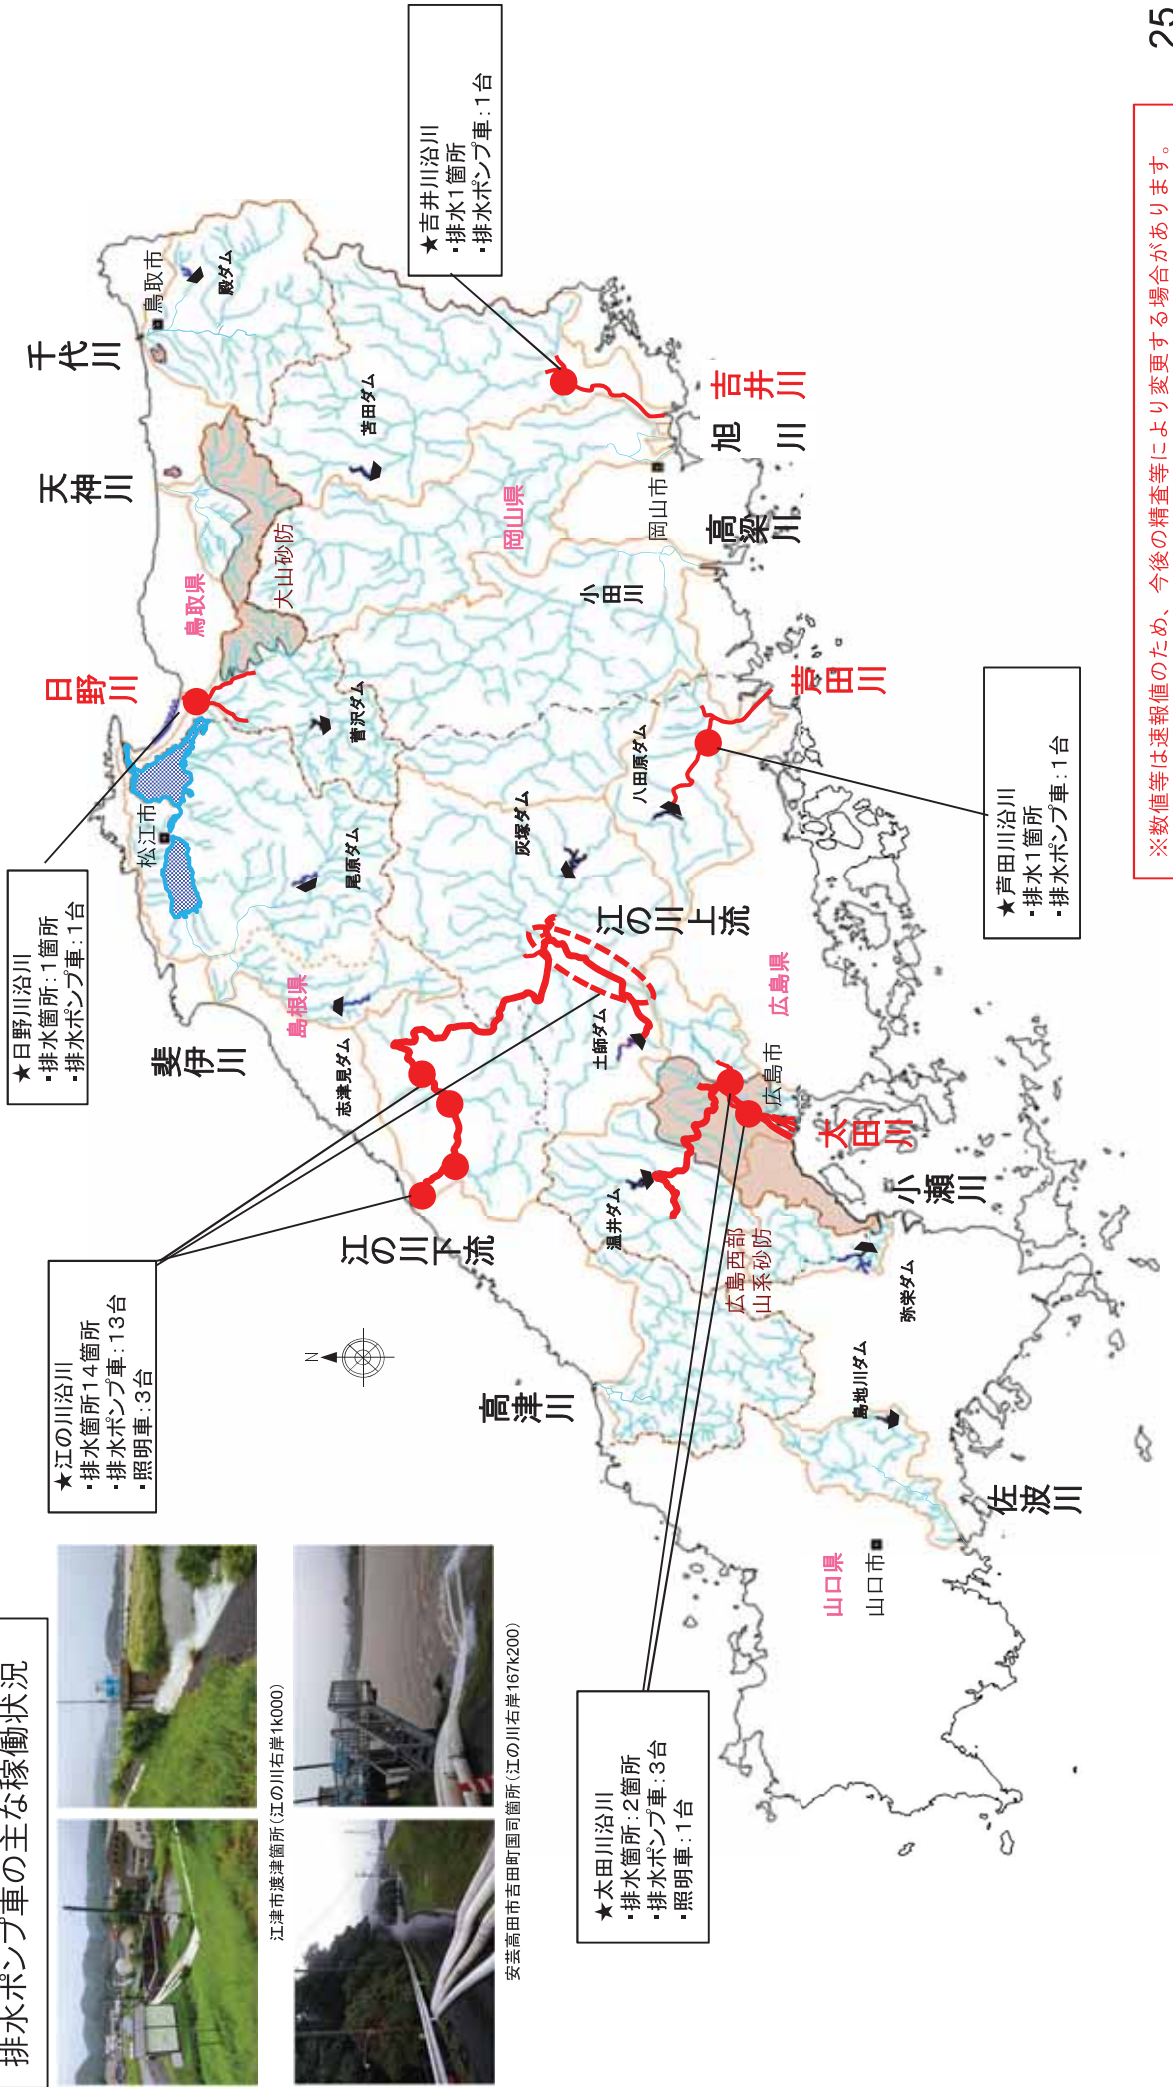 排水ポンプ車の主な稼働状況
江津市渡津箇所(江の川右岸1k000)
安芸高田市吉田町国司箇所(江の川右岸167k200)
★江の川沿川
・排水箇所14箇所
・排水ポンプ車:13台
・照明車:3台
★日野川沿川
・排水箇所:1箇所
・排水ポンプ車:1台
★吉井川沿川
・排水1箇所
・排水ポンプ車:1台
★芦田川沿川
・排水1箇所
・排水ポンプ車:1台
★太田川沿川
・排水箇所:2箇所
・排水ポンプ車:3台
・照明車:1台
N
千代川
天神川
日野川
斐伊川
江の川下流
高津川
江の川上流
吉井川
旭川
高梁川
小田川
芦田川
太田川
小瀬川
佐波川
鳥取市
殿ダム
鳥取県
大山砂防
苫田ダム
岡山県
岡山市
松江市
菅沢ダム
尾原ダム
島根県
志津見ダム
灰塚ダム
八田原ダム
土師ダム
広島県
広島市
温井ダム
広島西部
山系砂防
弥栄ダム
島地川ダム
山口県
山口市
※数値等は速報値のため、今後の精査等により変更する場合があります。
25